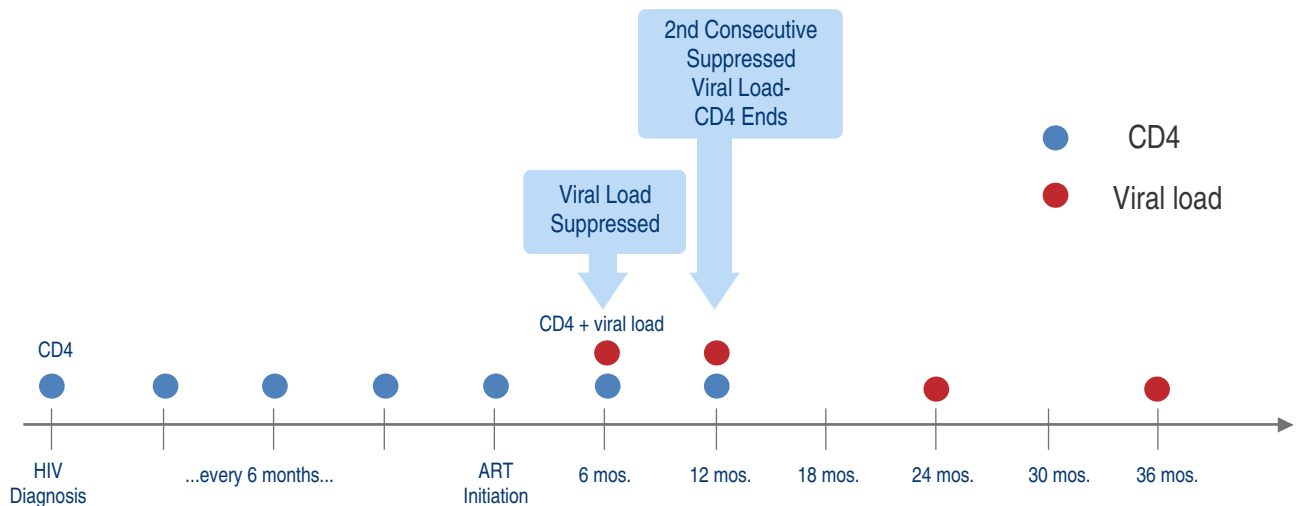 2nd Consecutive
Suppressed
Viral Load-
CD4 Ends
CD4
Viral load
Viral Load
Suppressed
CD4 + viral load
CD4
HIV
Diagnosis
...every 6 months...
ART
Initiation
6 mos.
12 mos.
18 mos.
24 mos.
30 mos.
36 mos.